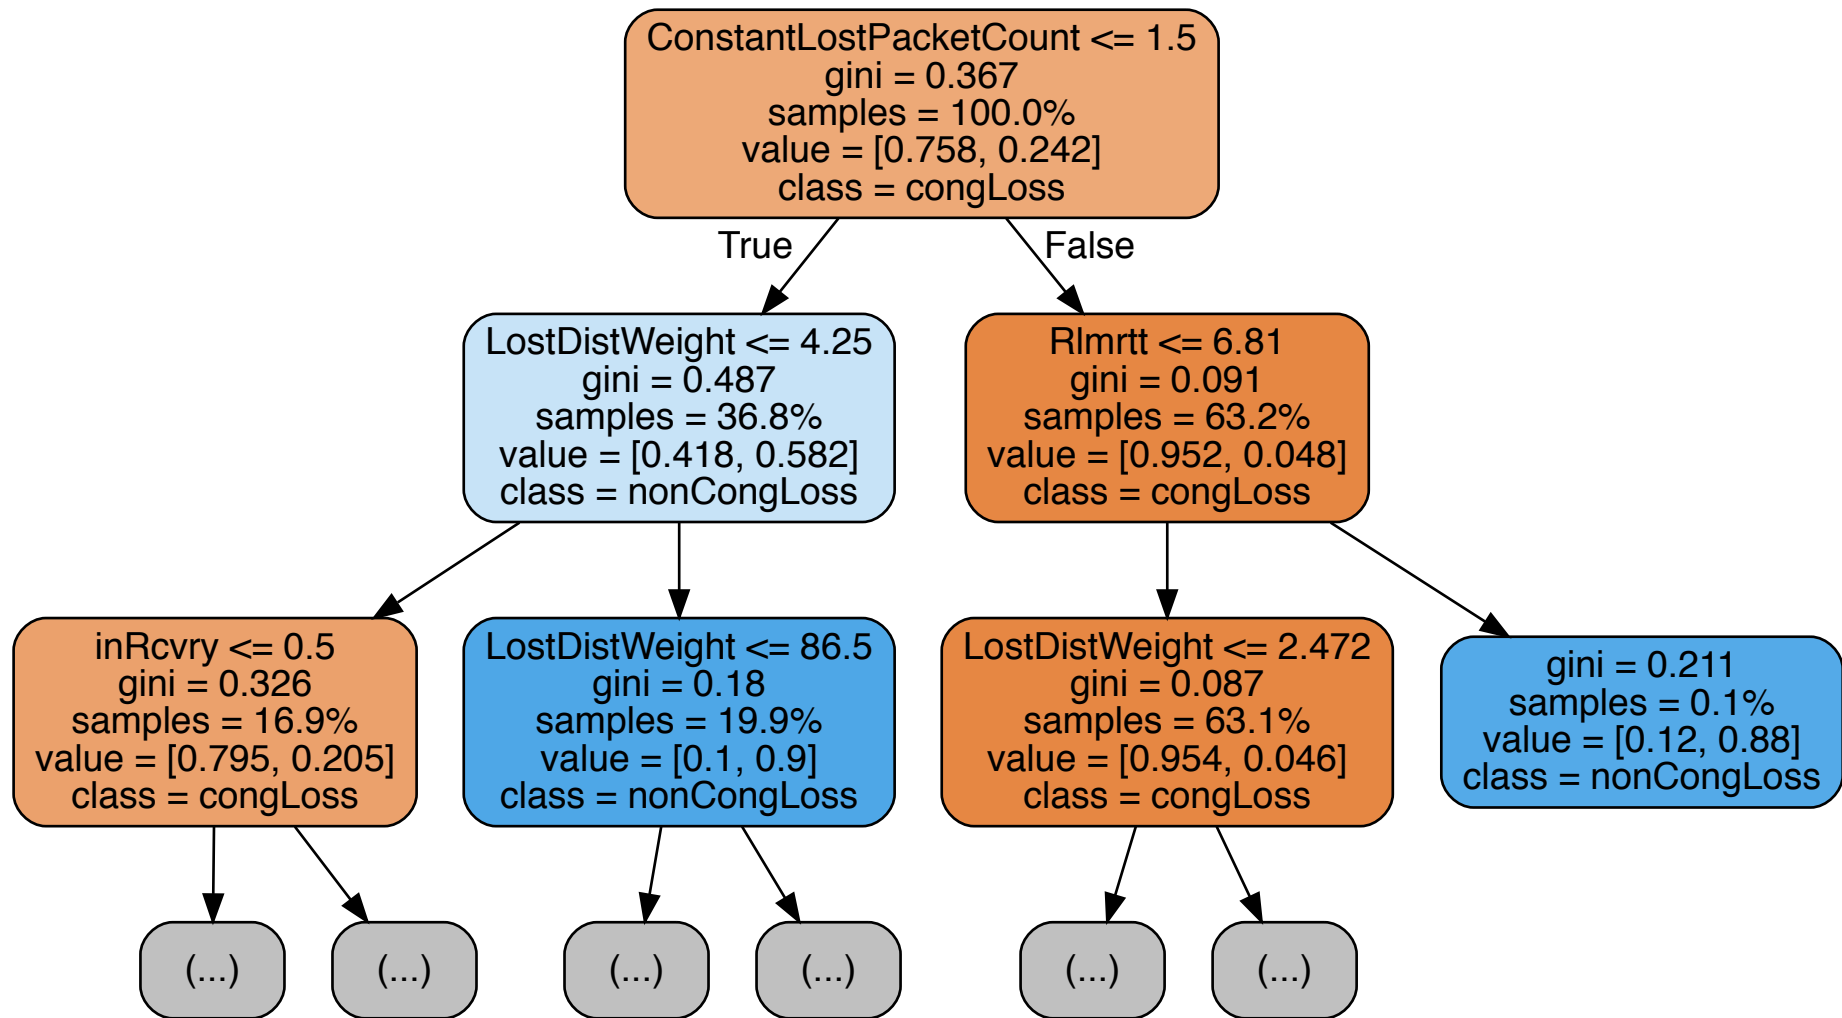 ConstantLostPacketCount <= 1.5
gini = 0.367
samples = 100.0%
value = [0.758, 0.242]
class = congLoss
True
False
LostDistWeight <= 4.25
gini = 0.487
samples = 36.8%
value = [0.418, 0.582]
class = nonCongLoss
Rlmrtt <= 6.81
gini = 0.091
samples = 63.2%
value = [0.952, 0.048]
class = congLoss
inRcvry <= 0.5
gini = 0.326
samples = 16.9%
value = [0.795, 0.205]
class = congLoss
LostDistWeight <= 86.5
gini = 0.18
samples = 19.9%
value = [0.1, 0.9]
class = nonCongLoss
LostDistWeight <= 2.472
gini = 0.087
samples = 63.1%
value = [0.954, 0.046]
class = congLoss
gini = 0.211
samples = 0.1%
value = [0.12, 0.88]
class = nonCongLoss
(...)
(...)
(...)
(...)
(...)
(...)